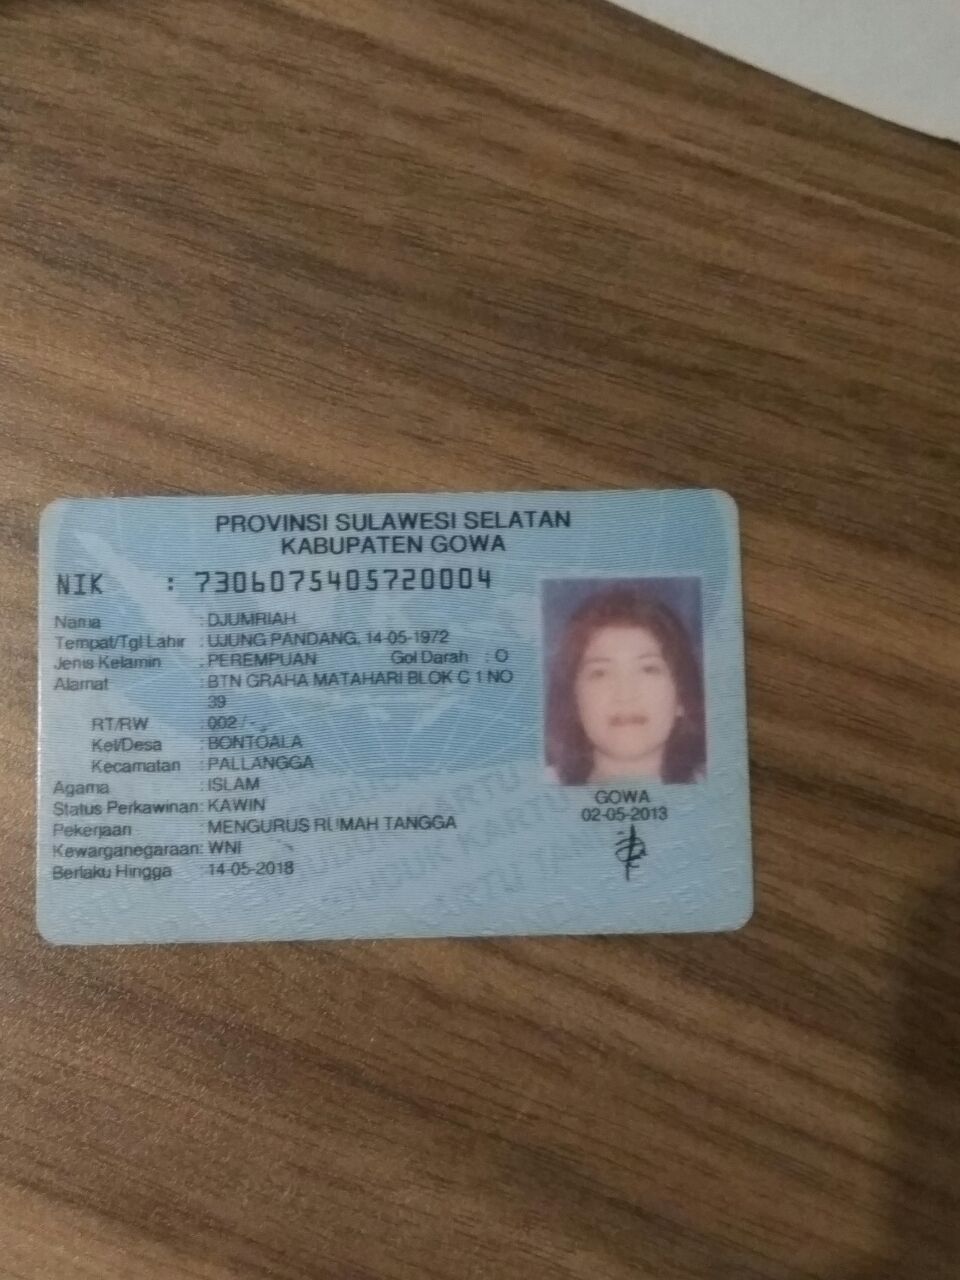 PROVINSI SULAWESI SELATAN
KABUPATEN GOWA
NIK : 7306075405720004
Nama : DJUMRIAH
Tempat/Tgl Lahir : UJUNG PANDANG, 14-05-1972
Jenis Kelamin : PEREMPUAN Gol Darah : O
Alamat : BTN GRAHA MATAHARI BLOK C 1 NO
39
RT/RW : 002 / -
Kel/Desa : BONTOALA
Kecamatan : PALLANGGA
Agama : ISLAM
Status Perkawinan : KAWIN
Pekerjaan : MENGURUS RUMAH TANGGA
Kewarganegaraan : WNI
Berlaku Hingga : 14-05-2018
GOWA
02-05-2013